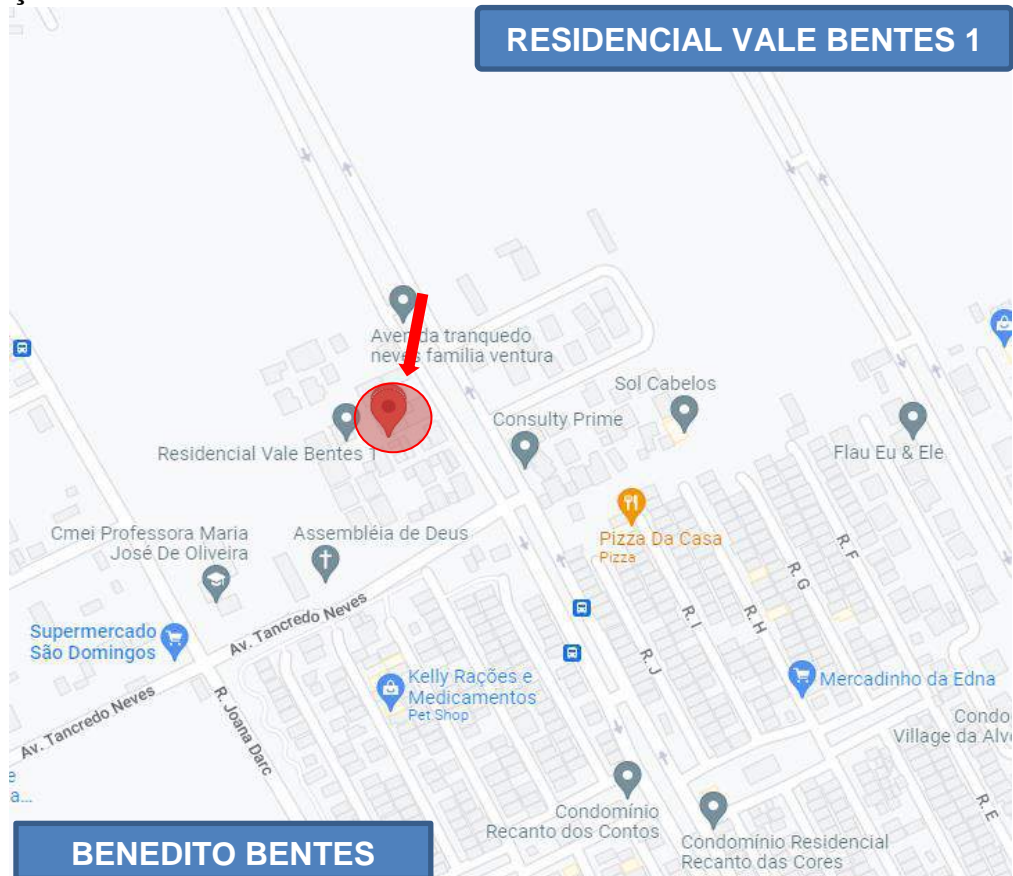 RESIDENCIAL VALE BENTES 1
Avenida tranquedo
neves família ventura
Sol Cabelos
Consulty Prime
Residencial Vale Bentes 1
Flau Eu & Ele
Cmei Professora Maria
José De Oliveira
Assembléia de Deus
Pizza Da Casa
Pizza
R. F
R. G
R. H
R. I
R. J
Av. Tancredo Neves
Supermercado
São Domingos
Kelly Rações e
Medicamentos
Pet Shop
Mercadinho da Edna
Av. Tancredo Neves
R. Joana Darc
Condo
Village da Alv
e
a...
Condomínio
Recanto dos Contos
Condomínio Residencial
Recanto das Cores
R. E
BENEDITO BENTES